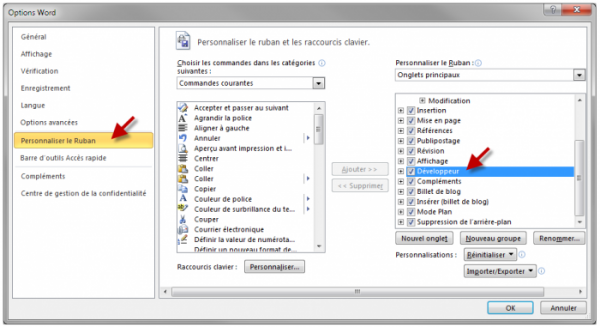 Options Word
Général
Affichage
Vérification
Enregistrement
Langue
Options avancées
Personnaliser le Ruban
Barre d'outils Accès rapide
Compléments
Centre de gestion de la confidentialité
Personnaliser le ruban et les raccourcis clavier.
Choisir les commandes dans les catégories
suivantes :
Commandes courantes
Accepter et passer au suivant
Agrandir la police
Aligner à gauche
Annuler
Aperçu avant impression et i...
Centrer
Coller
Coller
Copier
Couleur de police
Couleur de surbrillance du te...
Couper
Définir la valeur de numérota...
Définir un nouveau format de...
Raccourcis clavier :
Personnaliser...
Ajouter >>
<< Supprimer
Personnaliser le Ruban :
Onglets principaux
Modification
Insertion
Mise en page
Références
Publipostage
Révision
Affichage
Développeur
Compléments
Billet de blog
Insérer (billet de blog)
Mode Plan
Suppression de l'arrière-plan
Nouvel onglet
Nouveau groupe
Renommer...
Personnalisations :
Réinitialiser
Importer/Exporter
OK
Annuler